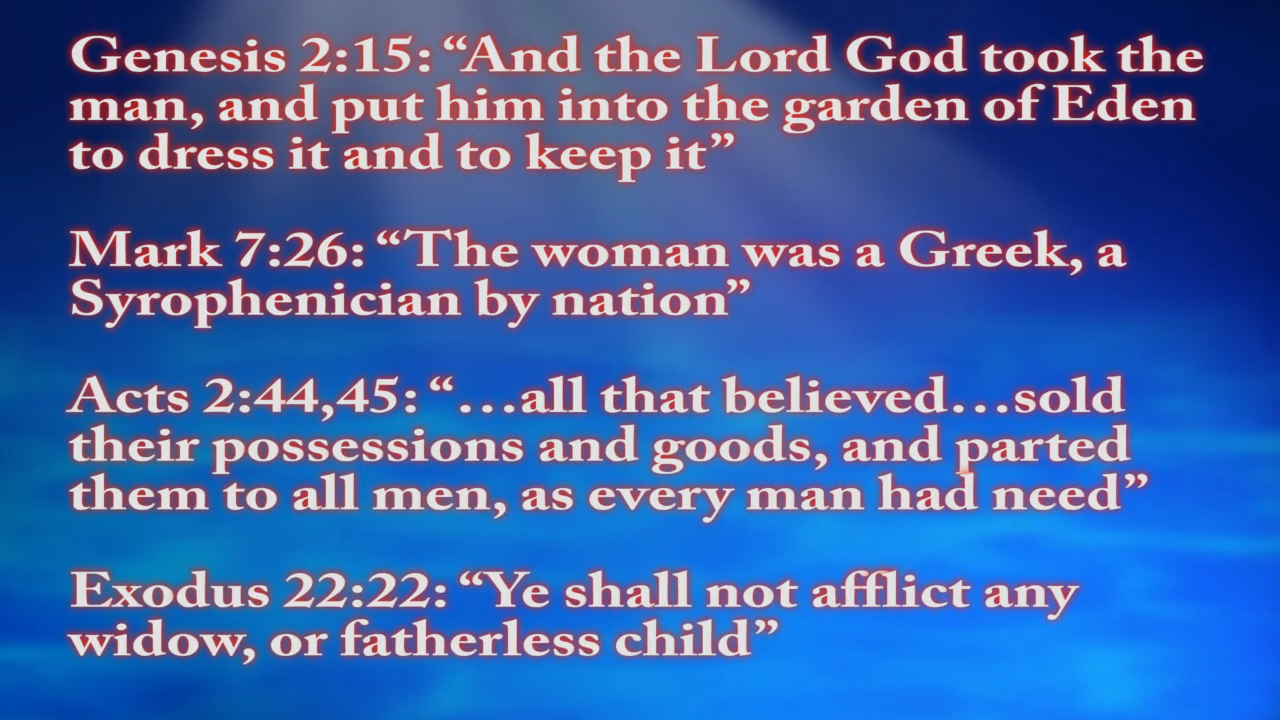 Genesis 2:15: “And the Lord God took the
man, and put him into the garden of Eden
to dress it and to keep it”
Mark 7:26: “The woman was a Greek, a
Syrophenician by nation”
Acts 2:44,45: “…all that believed…sold
their possessions and goods, and parted
them to all men, as every man had need”
Exodus 22:22: “Ye shall not afflict any
widow, or fatherless child”